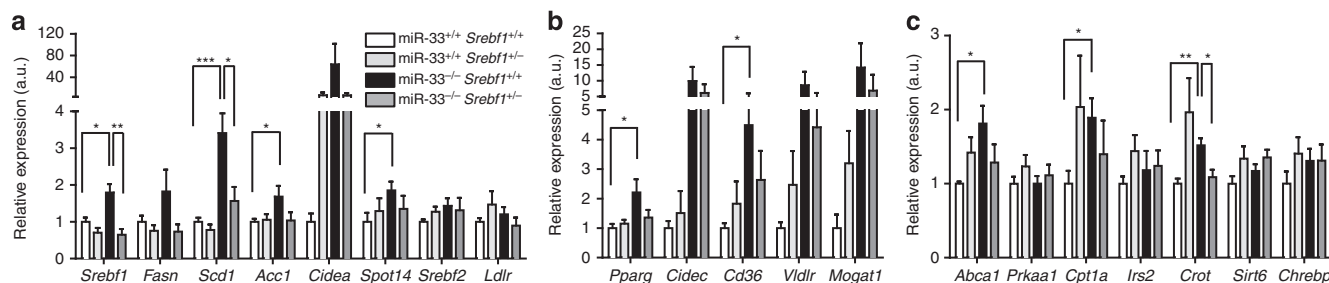 a
Relative expression (a.u.)
120
80
40
4
3
2
1
0
miR-33+/+ Srebf1+/+
miR-33+/+ Srebf1+/−
miR-33−/− Srebf1+/+
miR-33−/− Srebf1+/−
* ** *** * * *
Srebf1 Fasn Scd1 Acc1 Cidea Spot14 Srebf2 Ldlr
b
Relative expression (a.u.)
25
20
15
10
5
5
4
3
2
1
0
* *
Pparg Cidec Cd36 Vldlr Mogat1
c
Relative expression (a.u.)
3
2
1
0
* * ** *
Abca1 Prkaa1 Cpt1a Irs2 Crot Sirt6 Chrebp